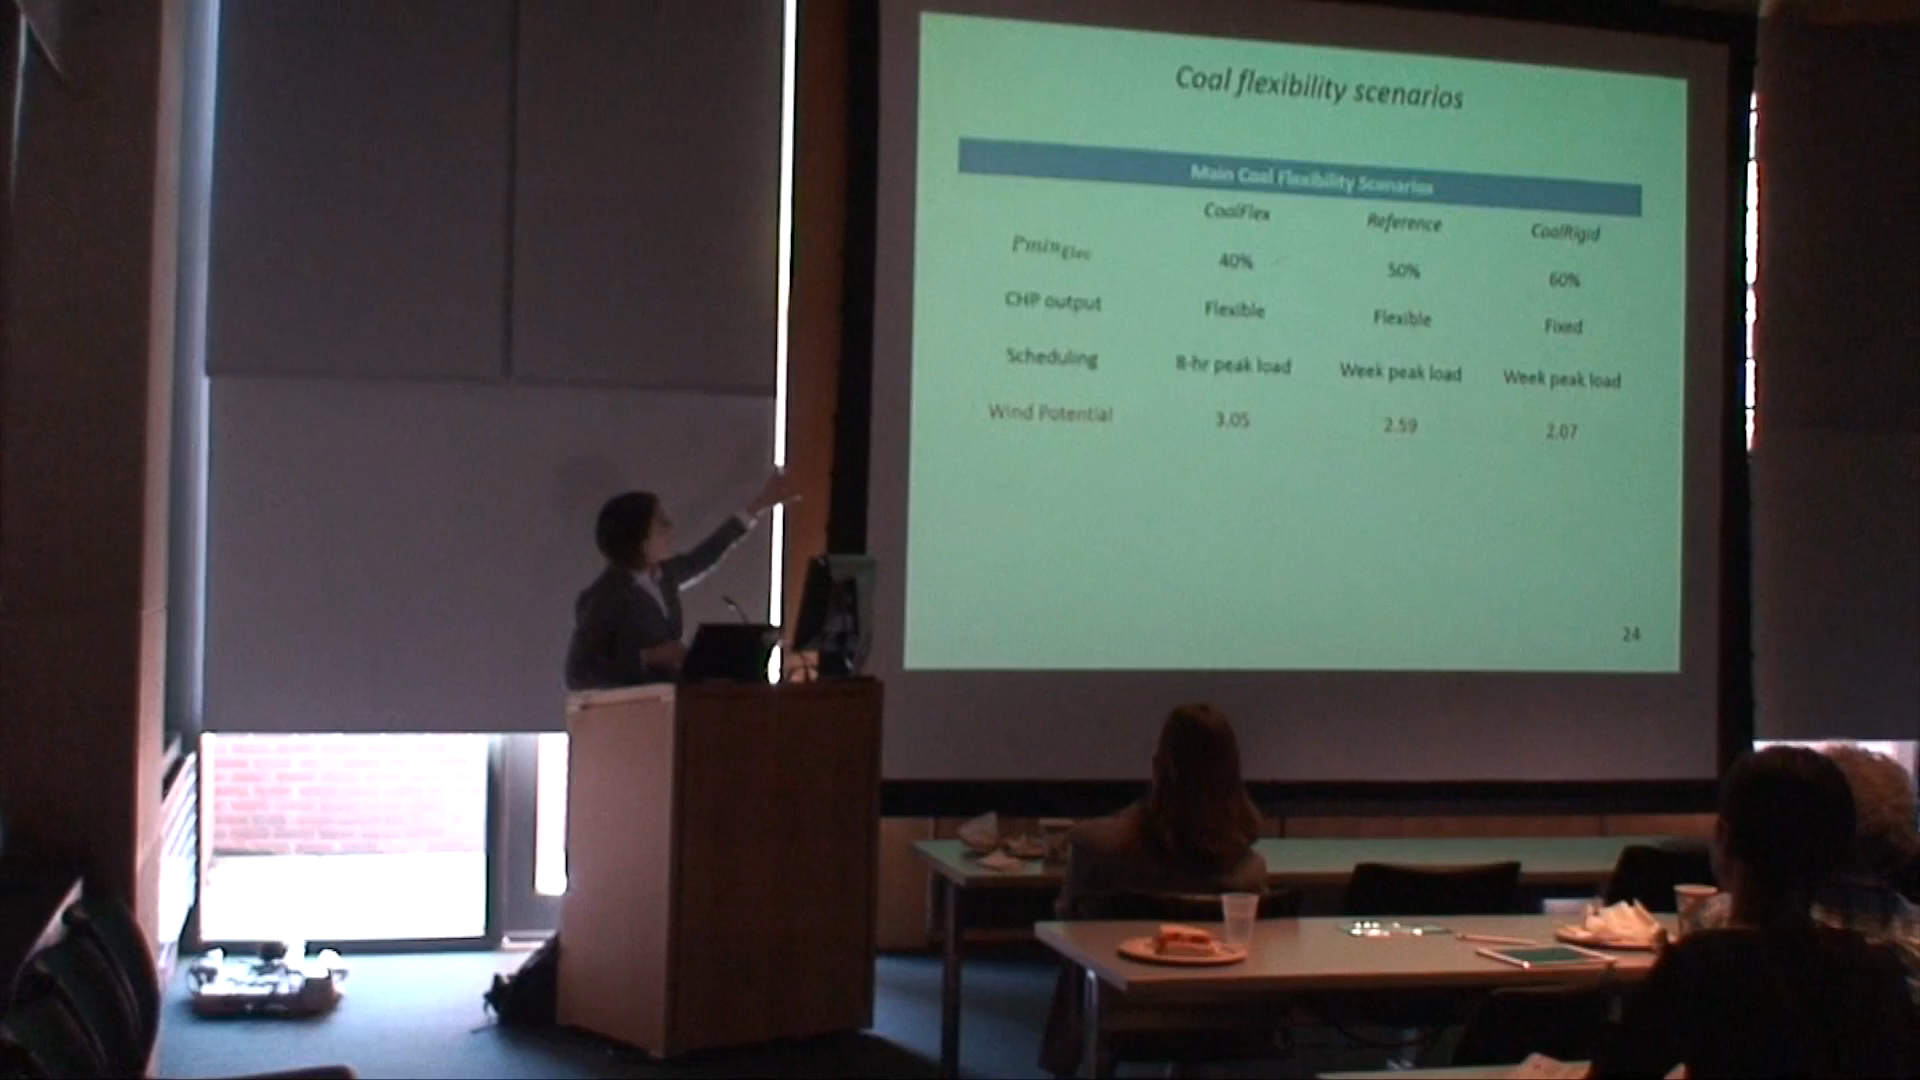 Coal flexibility scenarios
Main Coal Flexibility Scenarios
CoalFlex Reference CoalRigid
Pmin_Elec 40% 50% 60%
CHP output Flexible Flexible Fixed
Scheduling 8-hr peak load Week peak load Week peak load
Wind Potential 3.05 2.59 2.07
24